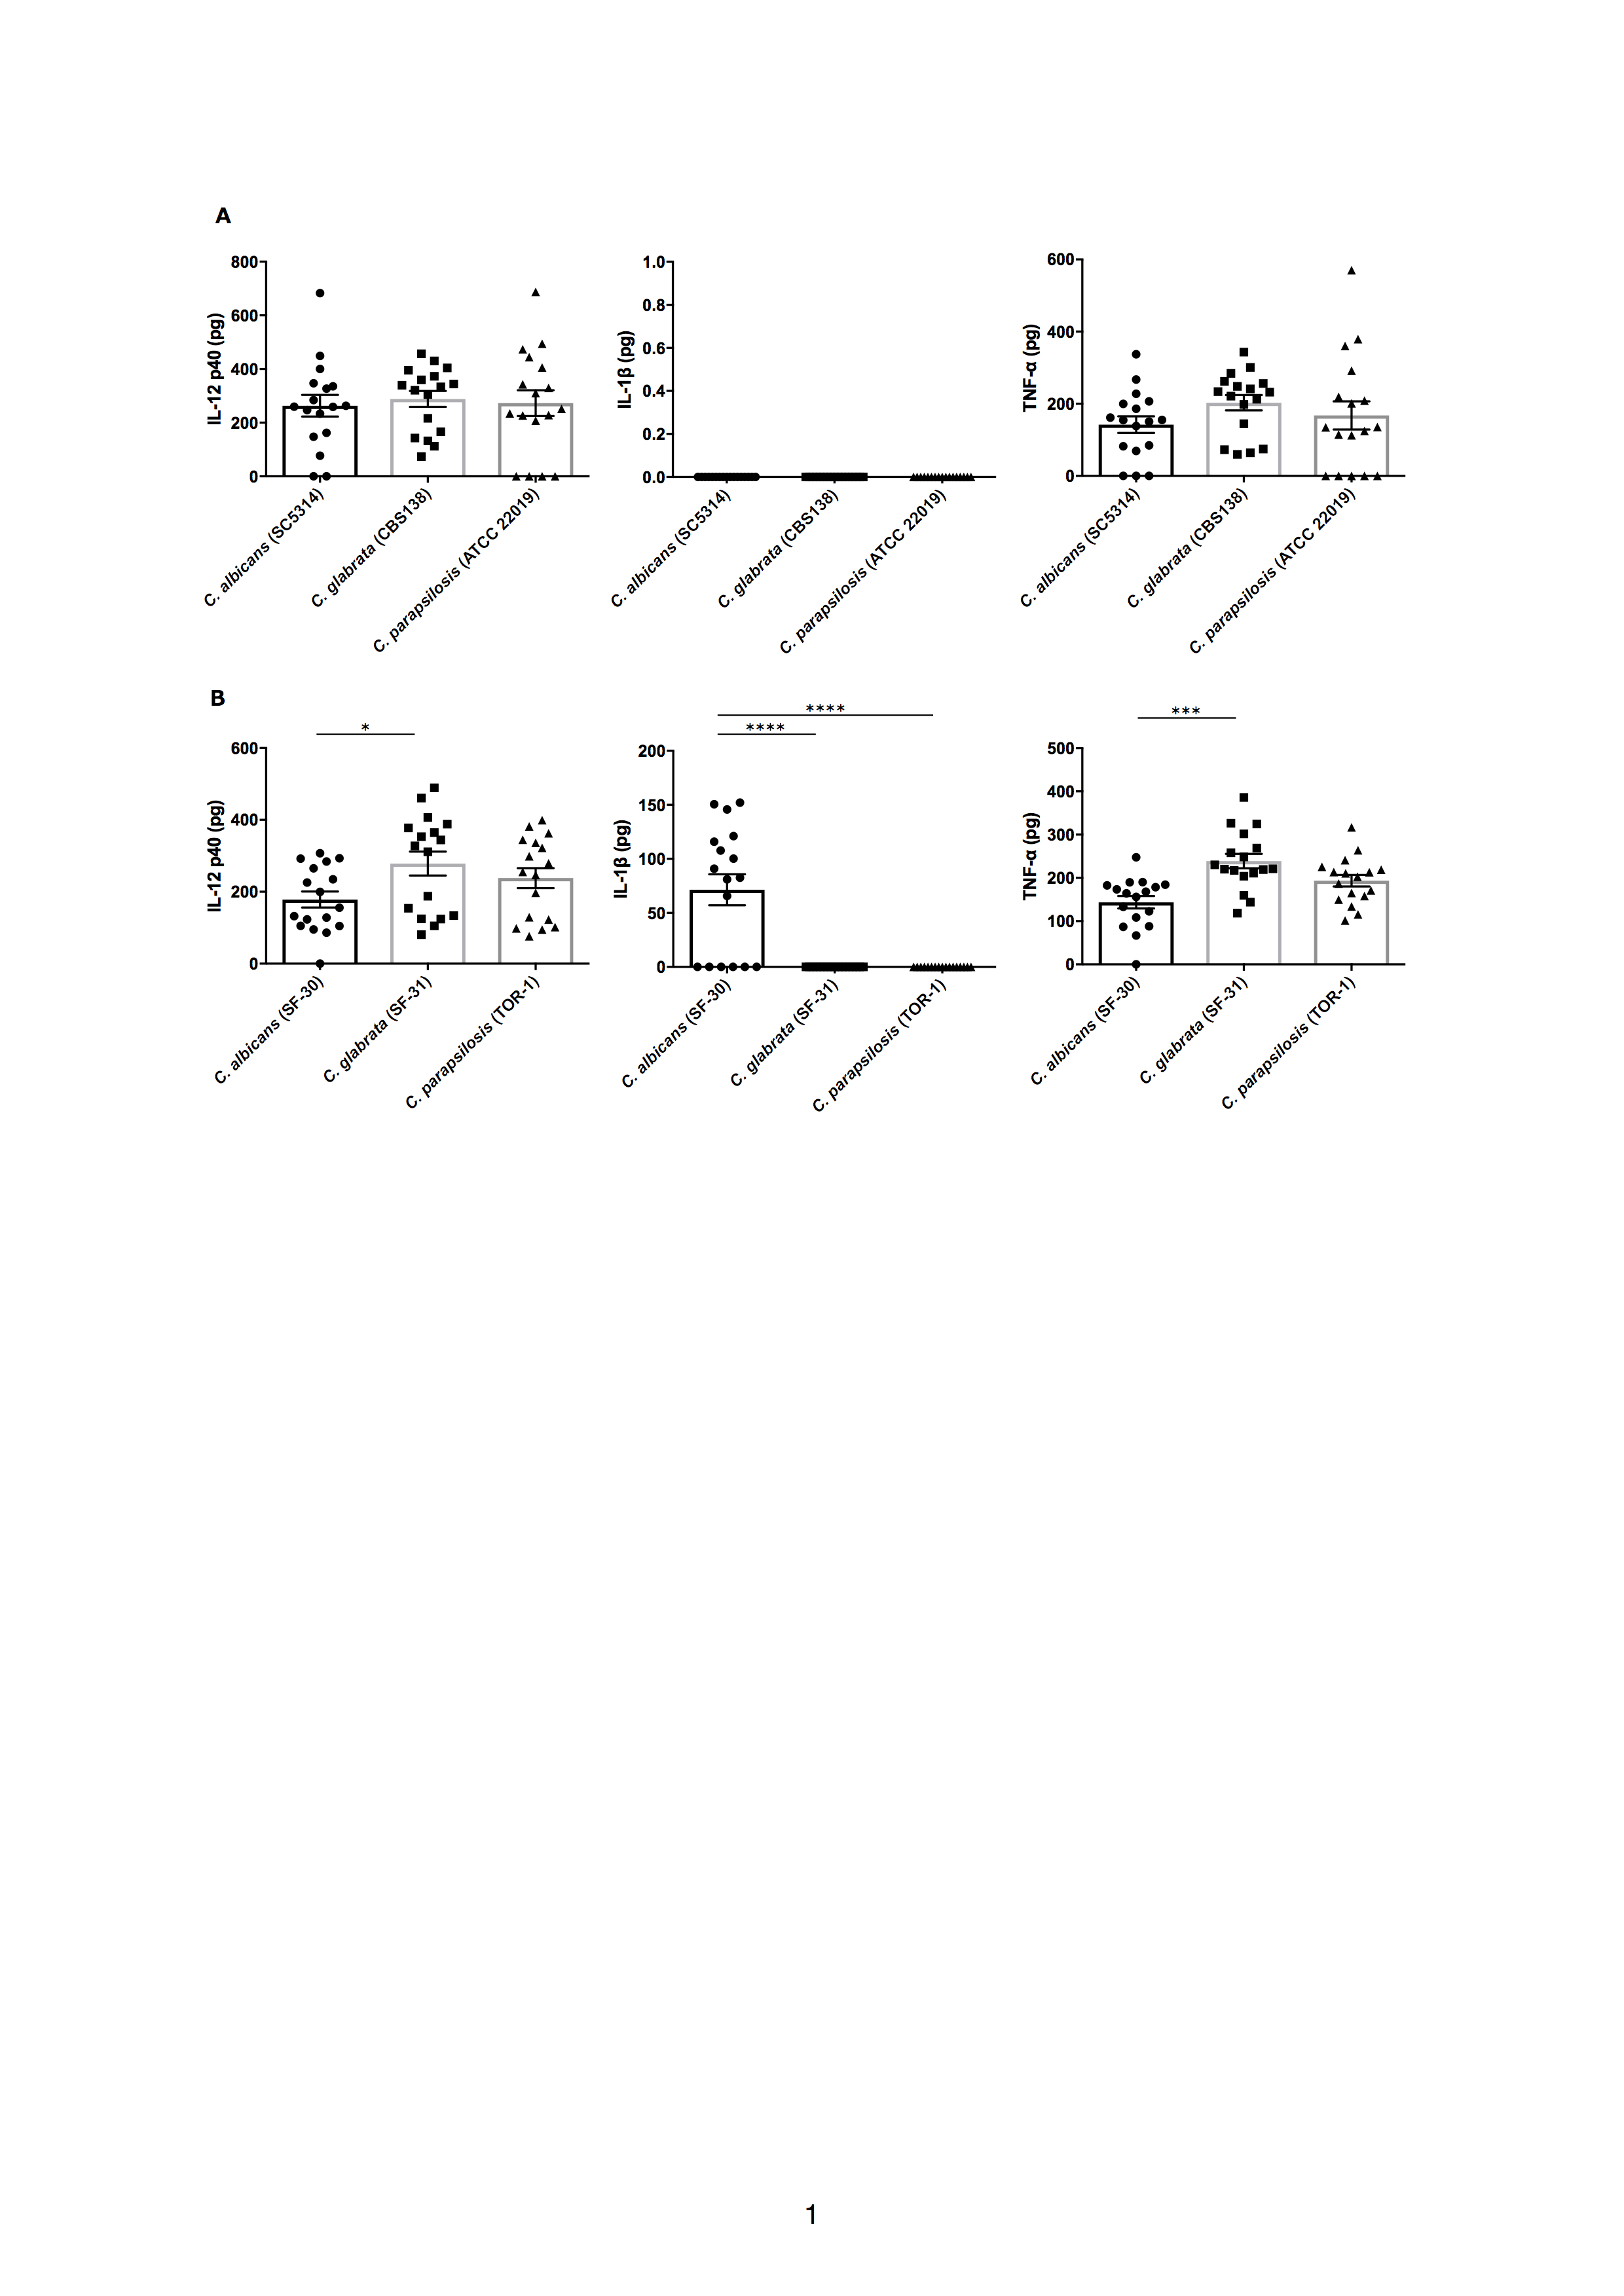 A
IL-12 p40 (pg)
800
600
400
200
0
C. albicans (SC5314)
C. glabrata (CBS138)
C. parapsilosis (ATCC 22019)
IL-1β (pg)
1.0
0.8
0.6
0.4
0.2
0.0
C. albicans (SC5314)
C. glabrata (CBS138)
C. parapsilosis (ATCC 22019)
TNF-α (pg)
600
400
200
0
C. albicans (SC5314)
C. glabrata (CBS138)
C. parapsilosis (ATCC 22019)
B
*
IL-12 p40 (pg)
600
400
200
0
C. albicans (SF-30)
C. glabrata (SF-31)
C. parapsilosis (TOR-1)
****
****
IL-1β (pg)
200
150
100
50
0
C. albicans (SF-30)
C. glabrata (SF-31)
C. parapsilosis (TOR-1)
***
TNF-α (pg)
500
400
300
200
100
0
C. albicans (SF-30)
C. glabrata (SF-31)
C. parapsilosis (TOR-1)
1